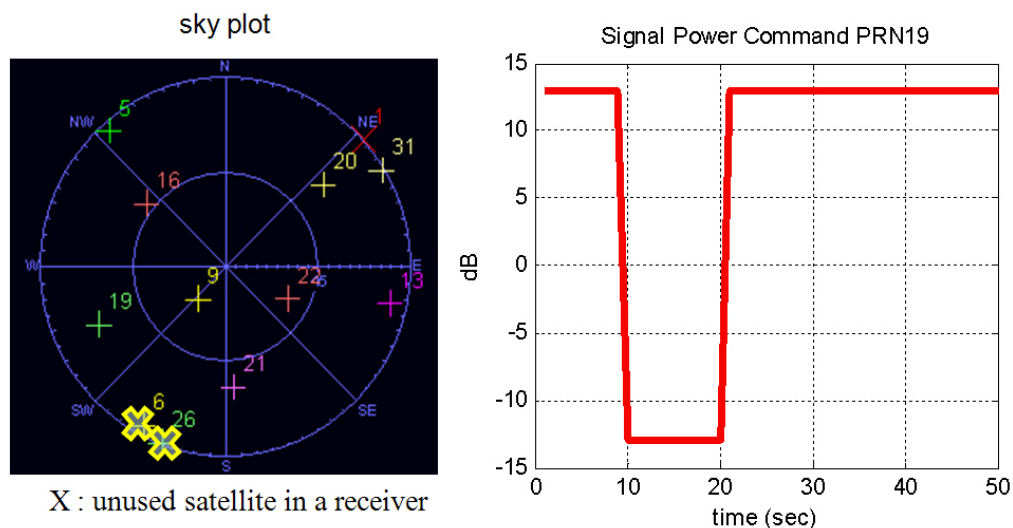 sky plot
N
NW
NE
5
1
31
20
16
W
E
9
22
45
13
19
21
6
26
SW
SE
S
X : unused satellite in a receiver
Signal Power Command PRN19
15
10
5
0
-5
-10
-15
dB
0
10
20
30
40
50
time (sec)